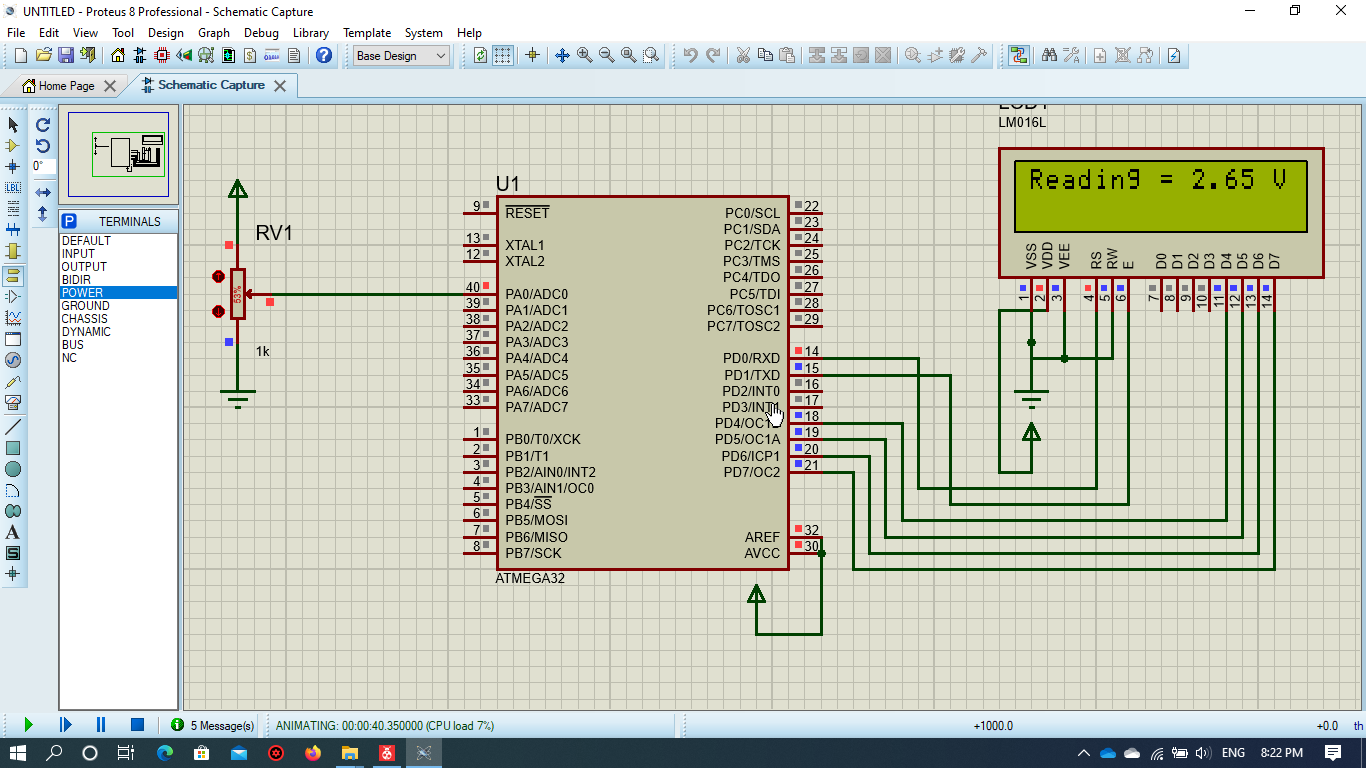 UNTITLED - Proteus 8 Professional - Schematic Capture
File Edit View Tool Design Graph Debug Library Template System Help
Base Design
Home Page
Schematic Capture
0°
LBL
A
S
P TERMINALS
DEFAULT
INPUT
OUTPUT
BIDIR
POWER
GROUND
CHASSIS
DYNAMIC
BUS
NC
RV1
53%
1k
U1
9 RESET
13 XTAL1
12 XTAL2
40 PA0/ADC0
39 PA1/ADC1
38 PA2/ADC2
37 PA3/ADC3
36 PA4/ADC4
35 PA5/ADC5
34 PA6/ADC6
33 PA7/ADC7
1 PB0/T0/XCK
2 PB1/T1
3 PB2/AIN0/INT2
4 PB3/AIN1/OC0
5 PB4/SS
6 PB5/MOSI
7 PB6/MISO
8 PB7/SCK
PC0/SCL 22
PC1/SDA 23
PC2/TCK 24
PC3/TMS 25
PC4/TDO 26
PC5/TDI 27
PC6/TOSC1 28
PC7/TOSC2 29
PD0/RXD 14
PD1/TXD 15
PD2/INT0 16
PD3/INT1 17
18
PD5/OC1A 19
PD6/ICP1 20
PD7/OC2 21
AREF 32
AVCC 30
ATMEGA32
LCD1
LM016L
Reading = 2.65 V
VSS VDD VEE RS RW E D0 D1 D2 D3 D4 D5 D6 D7
1 2 3 4 5 6 7 8 9 10 11 12 13 14
5 Message(s)
ANIMATING: 00:00:40.350000 (CPU load 7%)
+1000.0
+0.0
th
ENG
8:22 PM